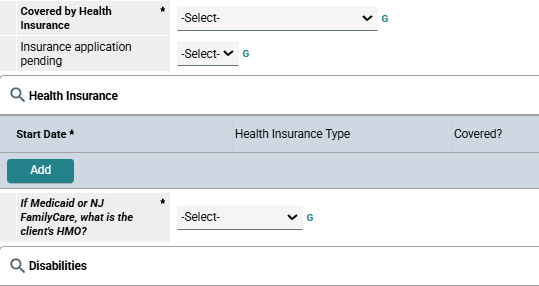 Covered by Health Insurance *
-Select- G
Insurance application pending
-Select- G
Health Insurance
Start Date * Health Insurance Type Covered?
Add
If Medicaid or NJ FamilyCare, what is the client's HMO? *
-Select- G
Disabilities